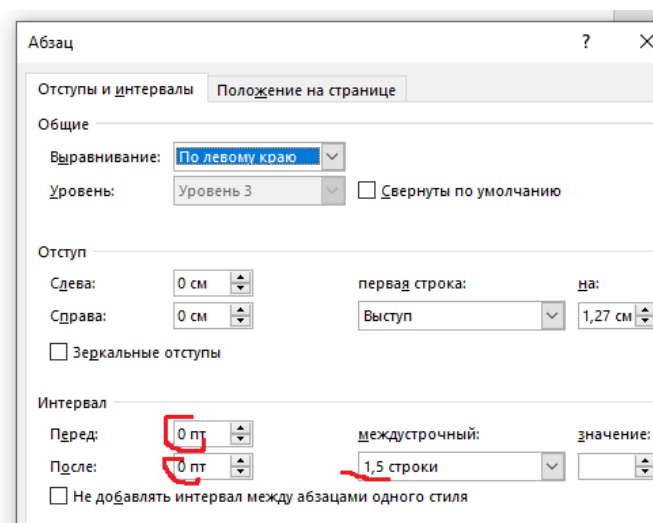 Абзац ?
Отступы и интервалы Положение на странице
Общие
Выравнивание: По левому краю
Уровень: Уровень 3 Свернуты по умолчанию
Отступ
Слева: 0 см первая строка: на:
Справа: 0 см Выступ 1,27 см
Зеркальные отступы
Интервал
Перед: 0 пт междустрочный: значение:
После: 0 пт 1,5 строки
Не добавлять интервал между абзацами одного стиля